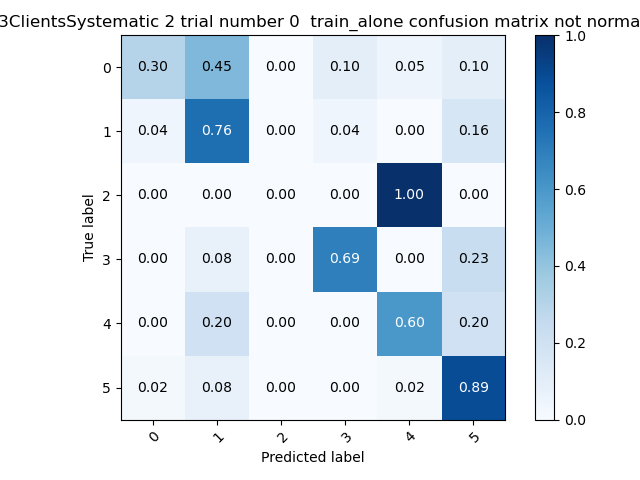 3ClientsSystematic 2 trial number 0 train_alone confusion matrix not norma
True label
0 0.30 0.45 0.00 0.10 0.05 0.10
1 0.04 0.76 0.00 0.04 0.00 0.16
2 0.00 0.00 0.00 0.00 1.00 0.00
3 0.00 0.08 0.00 0.69 0.00 0.23
4 0.00 0.20 0.00 0.00 0.60 0.20
5 0.02 0.08 0.00 0.00 0.02 0.89
0 1 2 3 4 5
Predicted label
1.0
0.8
0.6
0.4
0.2
0.0